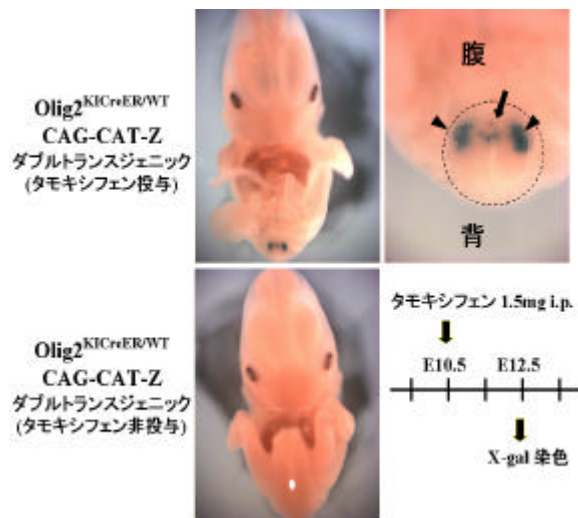 Olig2KICreER/WT
CAG-CAT-Z
ダブルトランスジェニック
(タモキシフェン投与)
腹
背
Olig2KICreER/WT
CAG-CAT-Z
ダブルトランスジェニック
(タモキシフェン非投与)
タモキシフェン 1.5mg i.p.
E10.5 E12.5
X-gal 染色